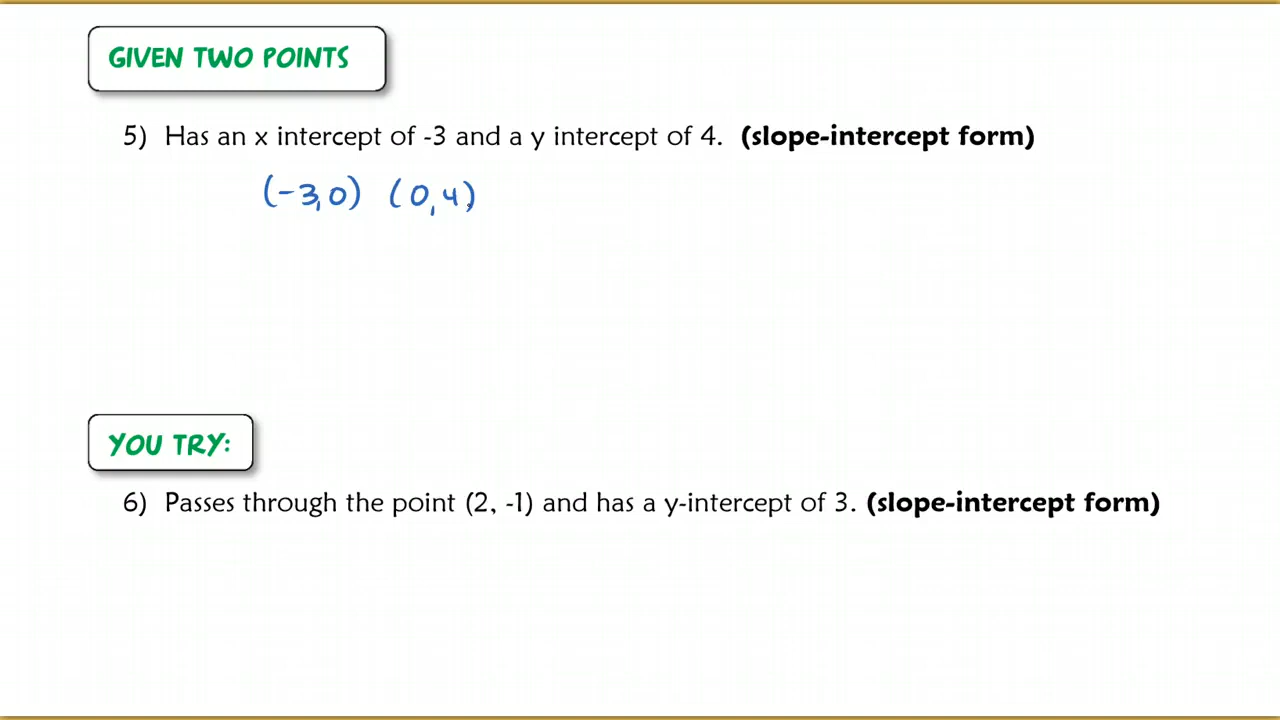 GIVEN TWO POINTS
5) Has an x intercept of -3 and a y intercept of 4. (slope-intercept form)
(-3,0) (0,4)
YOU TRY:
6) Passes through the point (2, -1) and has a y-intercept of 3. (slope-intercept form)